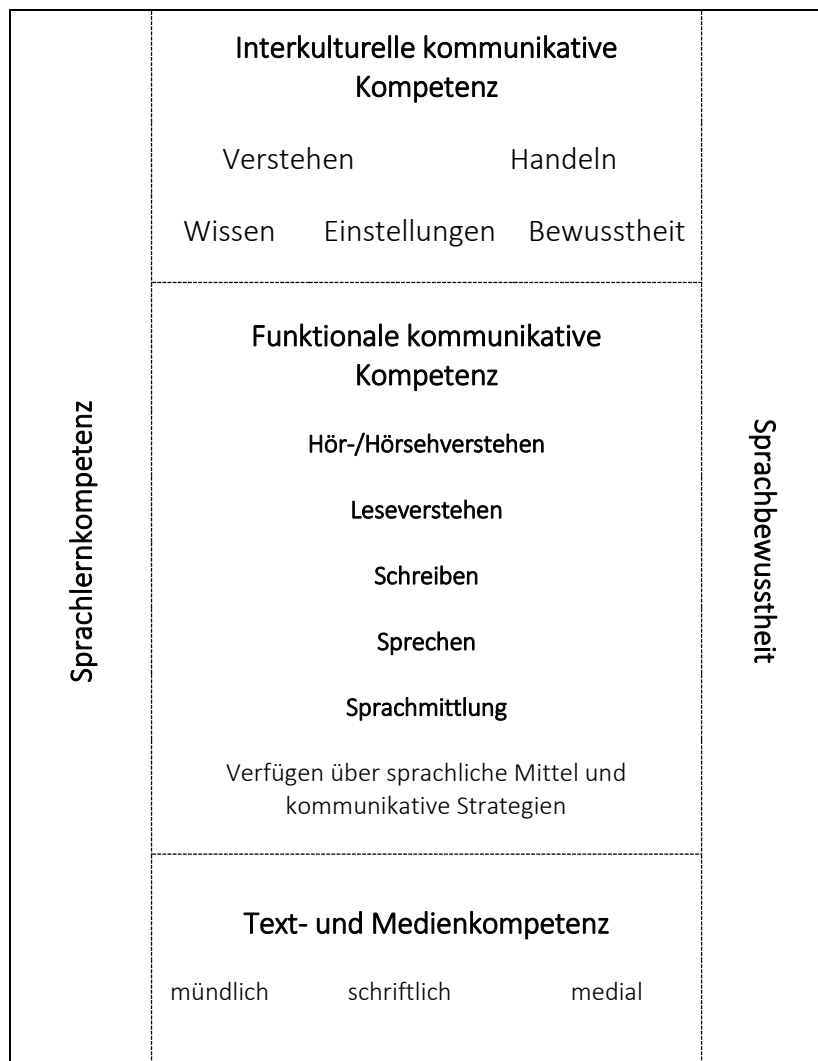 Interkulturelle kommunikative
Kompetenz
Verstehen Handeln
Wissen Einstellungen Bewusstheit
Funktionale kommunikative
Kompetenz
Hör-/Hörsehverstehen
Leseverstehen
Schreiben
Sprechen
Sprachmittlung
Verfügen über sprachliche Mittel und
kommunikative Strategien
Text- und Medienkompetenz
mündlich schriftlich medial
Sprachlernkompetenz
Sprachbewusstheit